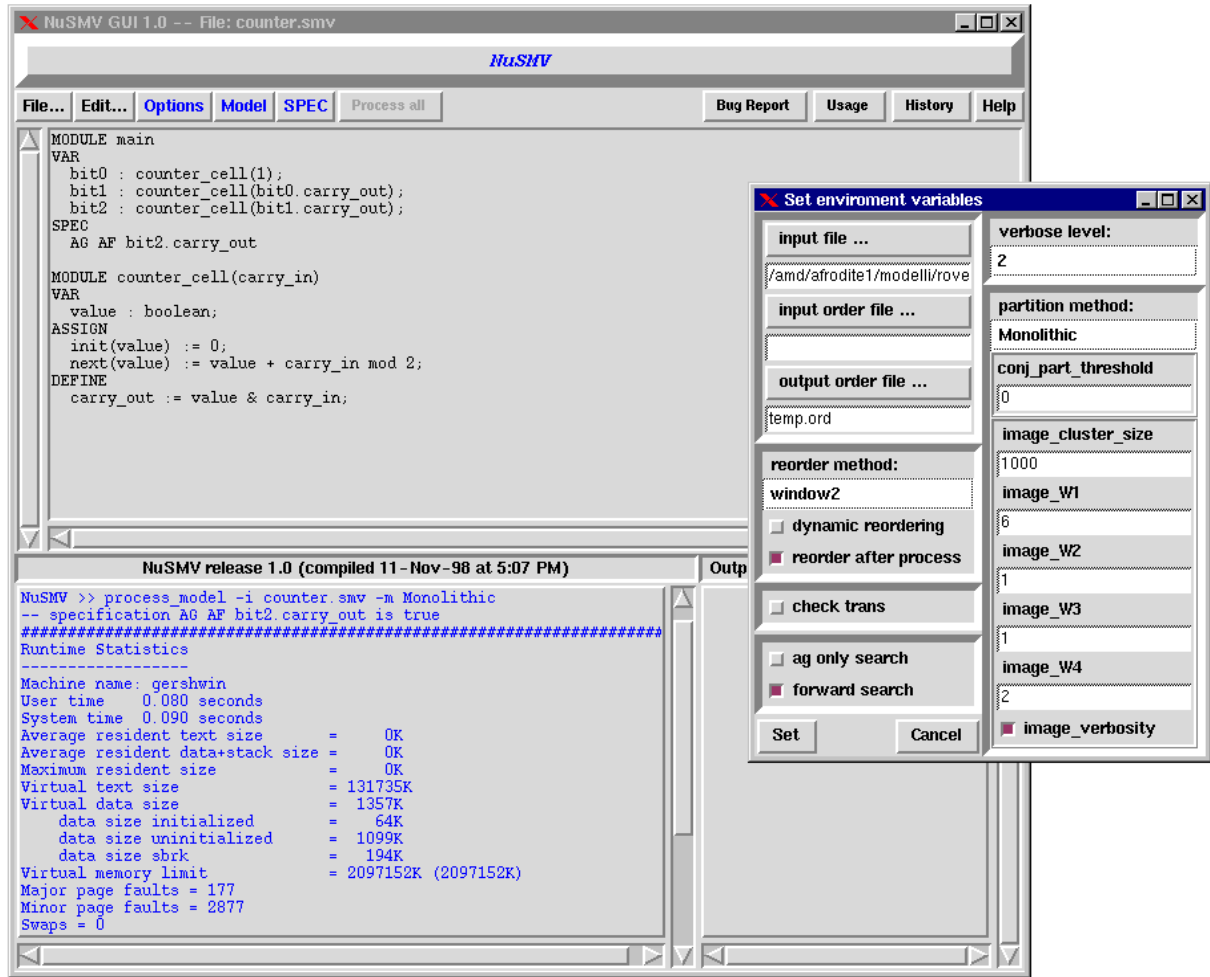 NuSMV GUI 1.0 -- File: counter.smv
NuSMV
File... Edit... Options Model SPEC Process all Bug Report Usage History Help
MODULE main
VAR
bit0 : counter_cell(1);
bit1 : counter_cell(bit0.carry_out);
bit2 : counter_cell(bit1.carry_out);
SPEC
AG AF bit2.carry_out
MODULE counter_cell(carry_in)
VAR
value : boolean;
ASSIGN
init(value) := 0;
next(value) := value + carry_in mod 2;
DEFINE
carry_out := value & carry_in;
NuSMV release 1.0 (compiled 11-Nov-98 at 5:07 PM)
Outp
NuSMV >> process_model -i counter.smv -m Monolithic
-- specification AG AF bit2.carry_out is true
######################################################################
Runtime Statistics
------------------
Machine name: gershwin
User time 0.080 seconds
System time 0.090 seconds
Average resident text size = 0K
Average resident data+stack size = 0K
Maximum resident size = 0K
Virtual text size = 131735K
Virtual data size = 1357K
data size initialized = 64K
data size uninitialized = 1099K
data size sbrk = 194K
Virtual memory limit = 2097152K (2097152K)
Major page faults = 177
Minor page faults = 2877
Swaps = 0
Set enviroment variables
input file ...
/amd/afrodite1/modelli/rove
input order file ...
output order file ...
temp.ord
reorder method:
window2
dynamic reordering
reorder after process
check trans
ag only search
forward search
Set Cancel
verbose level:
2
partition method:
Monolithic
conj_part_threshold
0
image_cluster_size
1000
image_W1
6
image_W2
1
image_W3
1
image_W4
2
image_verbosity